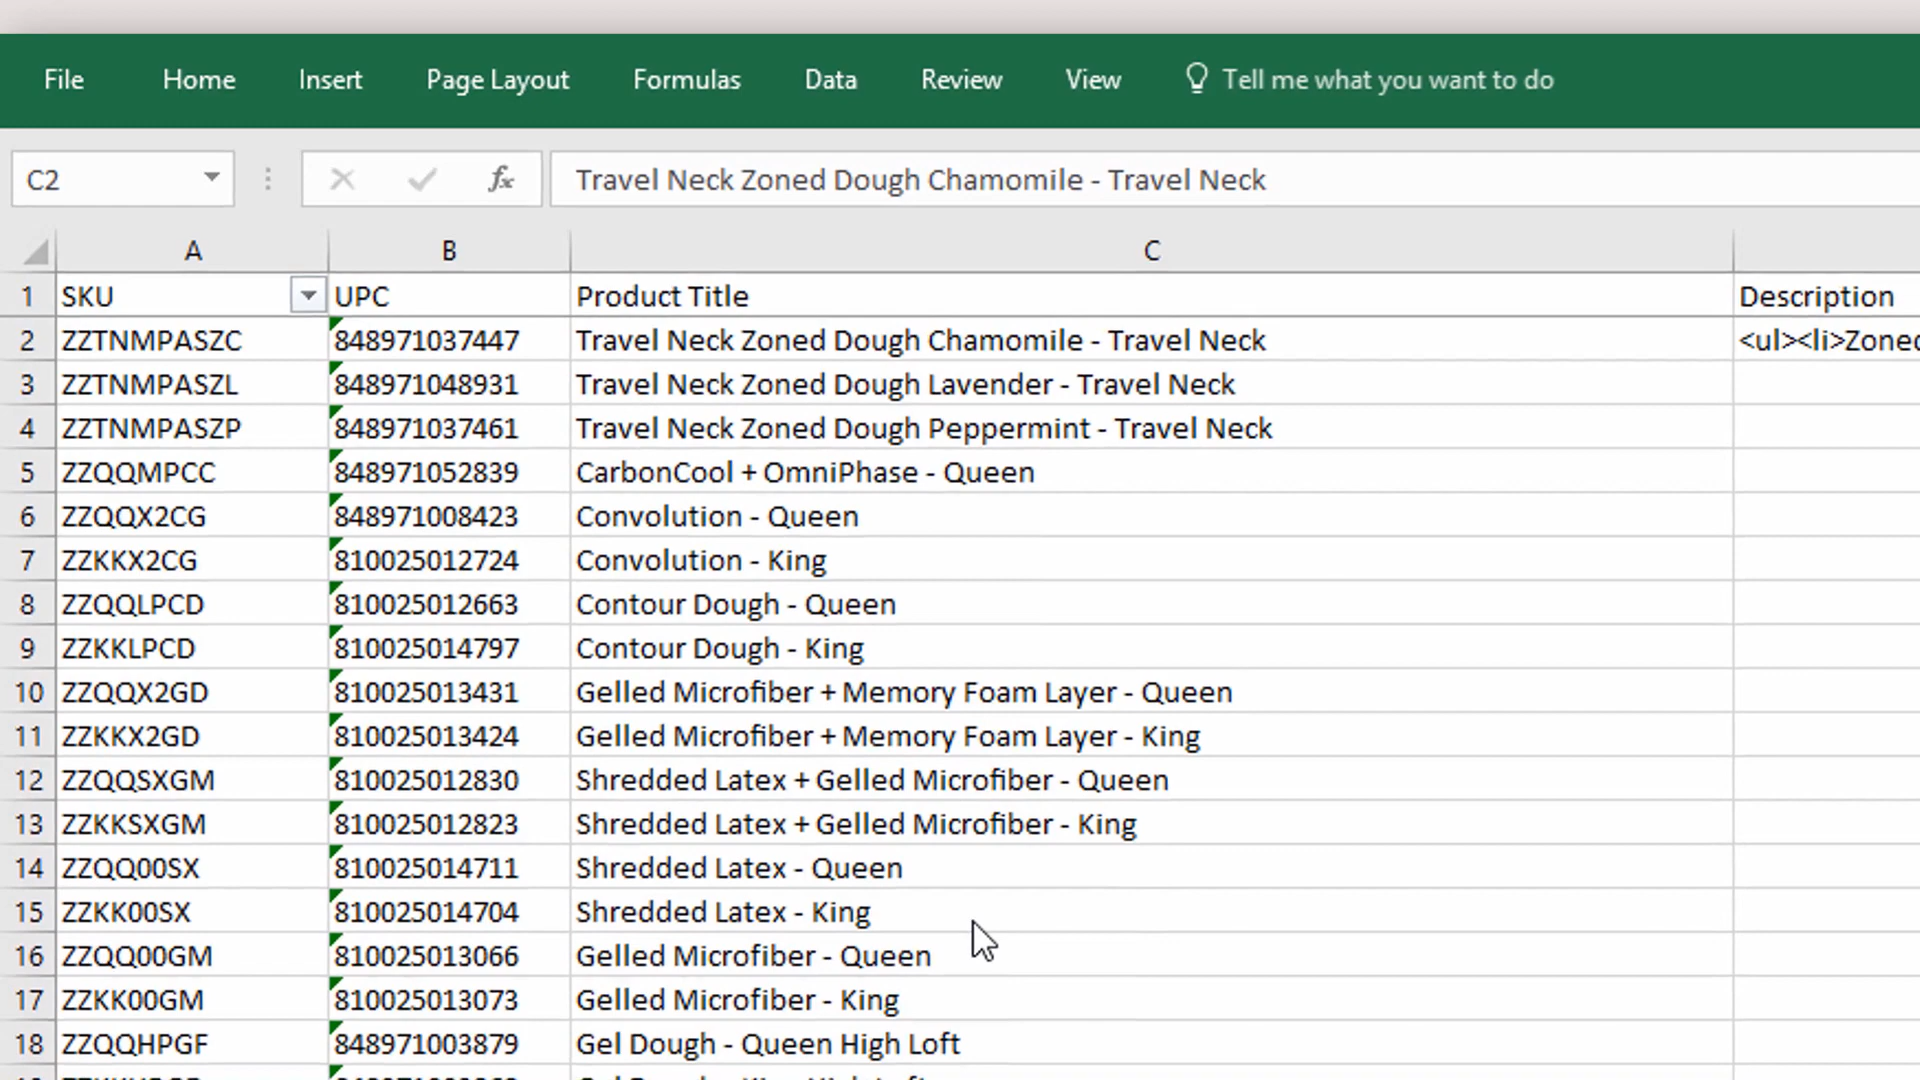 File Home Insert Page Layout Formulas Data Review View Tell me what you want to do
C2 fx Travel Neck Zoned Dough Chamomile - Travel Neck
A B C
1 SKU UPC Product Title Description
2 ZZTNMPASZC 848971037447 Travel Neck Zoned Dough Chamomile - Travel Neck <ul><li>Zoned
3 ZZTNMPASZL 848971048931 Travel Neck Zoned Dough Lavender - Travel Neck
4 ZZTNMPASZP 848971037461 Travel Neck Zoned Dough Peppermint - Travel Neck
5 ZZQQMPCC 848971052839 CarbonCool + OmniPhase - Queen
6 ZZQQX2CG 848971008423 Convolution - Queen
7 ZZKKX2CG 810025012724 Convolution - King
8 ZZQQLPCD 810025012663 Contour Dough - Queen
9 ZZKKLPCD 810025014797 Contour Dough - King
10 ZZQQX2GD 810025013431 Gelled Microfiber + Memory Foam Layer - Queen
11 ZZKKX2GD 810025013424 Gelled Microfiber + Memory Foam Layer - King
12 ZZQQSXGM 810025012830 Shredded Latex + Gelled Microfiber - Queen
13 ZZKKSXGM 810025012823 Shredded Latex + Gelled Microfiber - King
14 ZZQQ00SX 810025014711 Shredded Latex - Queen
15 ZZKK00SX 810025014704 Shredded Latex - King
16 ZZQQ00GM 810025013066 Gelled Microfiber - Queen
17 ZZKK00GM 810025013073 Gelled Microfiber - King
18 ZZQQHPGF 848971003879 Gel Dough - Queen High Loft